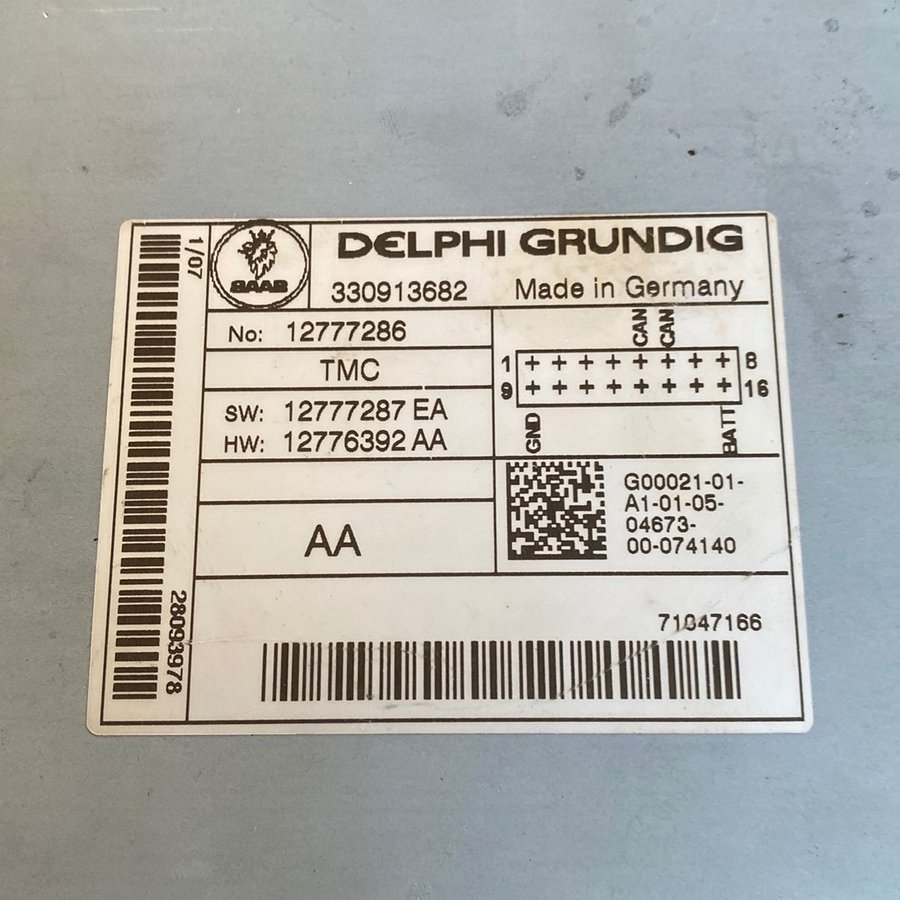 1/07
SAAB
DELPHI GRUNDIG
330913682 Made in Germany
No: 12777286
TMC
SW: 12777287 EA
HW: 12776392 AA
CAN
CAN
1 + + + + + + + + 8
9 + + + + + + + + 16
GND
BATT
AA
G00021-01-
A1-01-05-
04673-
00-074140
28093978
71047166